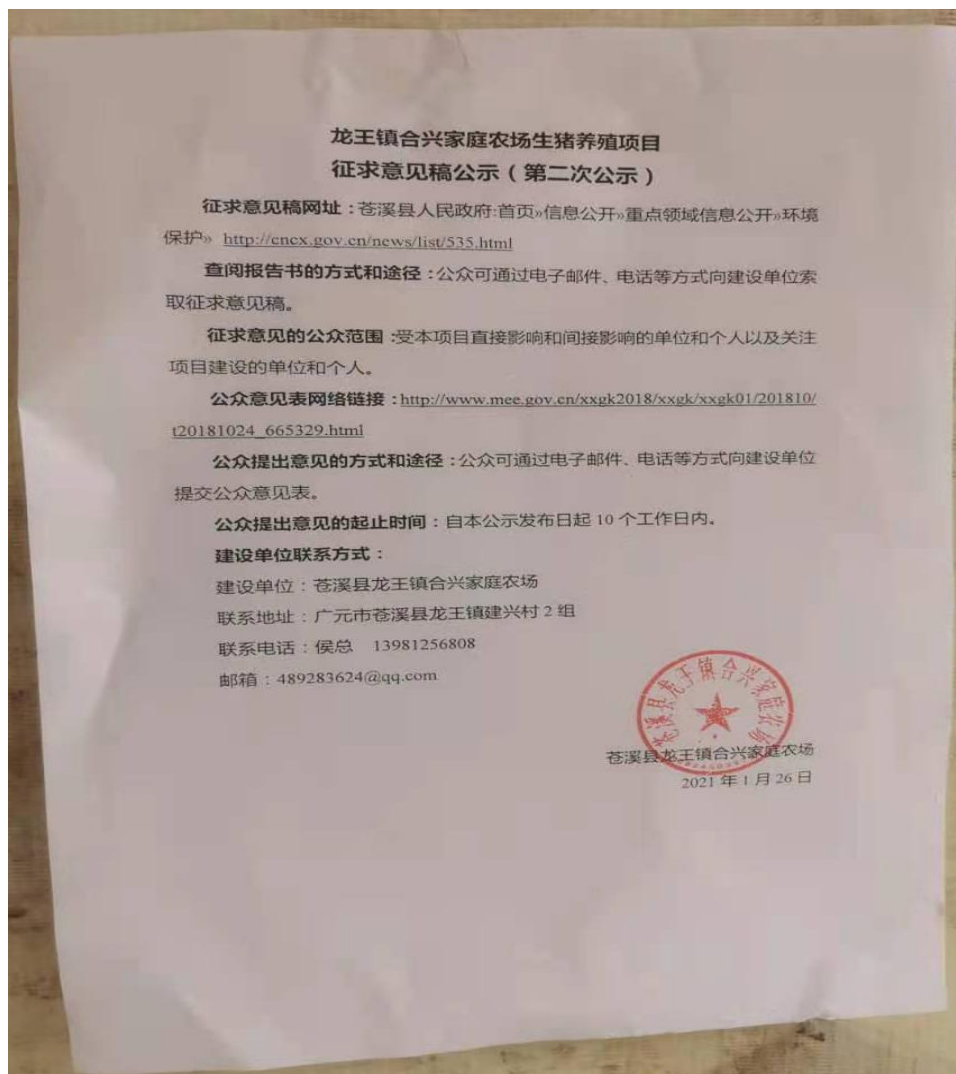 龙王镇合兴家庭农场生猪养殖项目
征求意见稿公示（第二次公示）
征求意见稿网址：苍溪县人民政府:首页»信息公开»重点领域信息公开»环境
保护» http://cncx.gov.cn/news/list/535.html
查阅报告书的方式和途径：公众可通过电子邮件、电话等方式向建设单位索
取征求意见稿。
征求意见的公众范围:受本项目直接影响和间接影响的单位和个人以及关注
项目建设的单位和个人。
公众意见表网络链接：http://www.mee.gov.cn/xxgk2018/xxgk/xxgk01/201810/
t20181024_665329.html
公众提出意见的方式和途径：公众可通过电子邮件、电话等方式向建设单位
提交公众意见表。
公众提出意见的起止时间：自本公示发布日起 10 个工作日内。
建设单位联系方式：
建设单位：苍溪县龙王镇合兴家庭农场
联系地址：广元市苍溪县龙王镇建兴村 2 组
联系电话：侯总 13981256808
邮箱：489283624@qq.com
苍溪县龙王镇合兴家庭农场
苍溪县龙王镇合兴家庭农场
2021 年 1 月 26 日